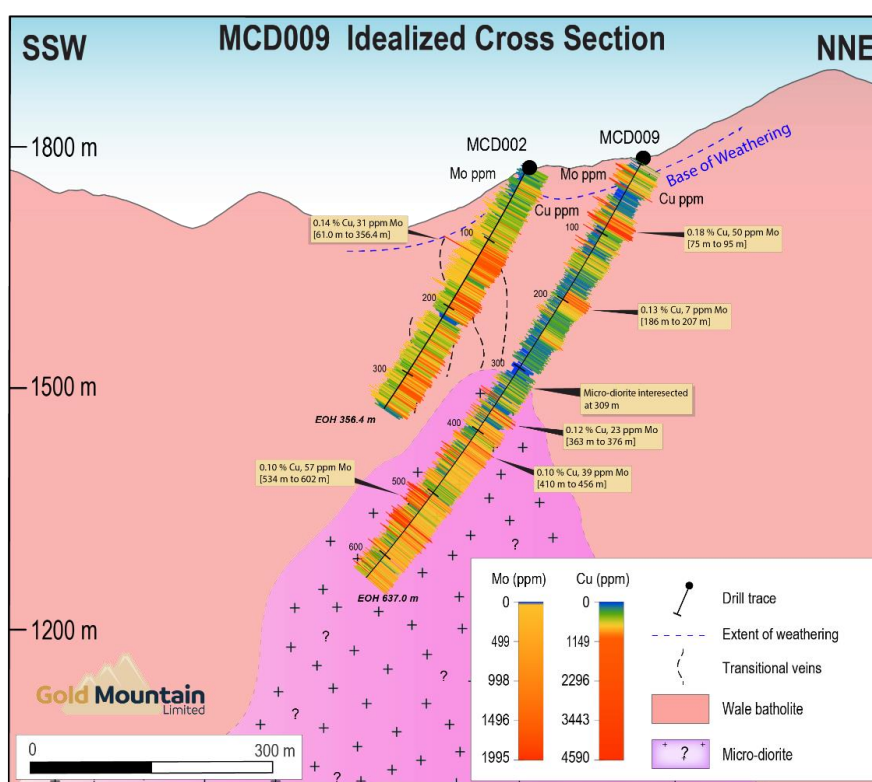 MCD009 Idealized Cross Section
SSW
NNE
1800 m
1500 m
1200 m
MCD002
MCD009
Mo ppm
Mo ppm
Cu ppm
Cu ppm
Base of Weathering
0.14 % Cu, 31 ppm Mo
[61.0 m to 356.4 m]
100
200
300
EOH 356.4 m
100
200
300
400
500
600
EOH 637.0 m
0.18 % Cu, 50 ppm Mo
[75 m to 95 m]
0.13 % Cu, 7 ppm Mo
[186 m to 207 m]
Micro-diorite interesected
at 309 m
0.12 % Cu, 23 ppm Mo
[363 m to 376 m]
0.10 % Cu, 39 ppm Mo
[410 m to 456 m]
0.10 % Cu, 57 ppm Mo
[534 m to 602 m]
?
?
?
?
?
?
Gold Mountain
Limited
0 300 m
Mo (ppm)
0
499
998
1496
1995
Cu (ppm)
0
1149
2296
3443
4590
Drill trace
Extent of weathering
Transitional veins
Wale batholite
? Micro-diorite